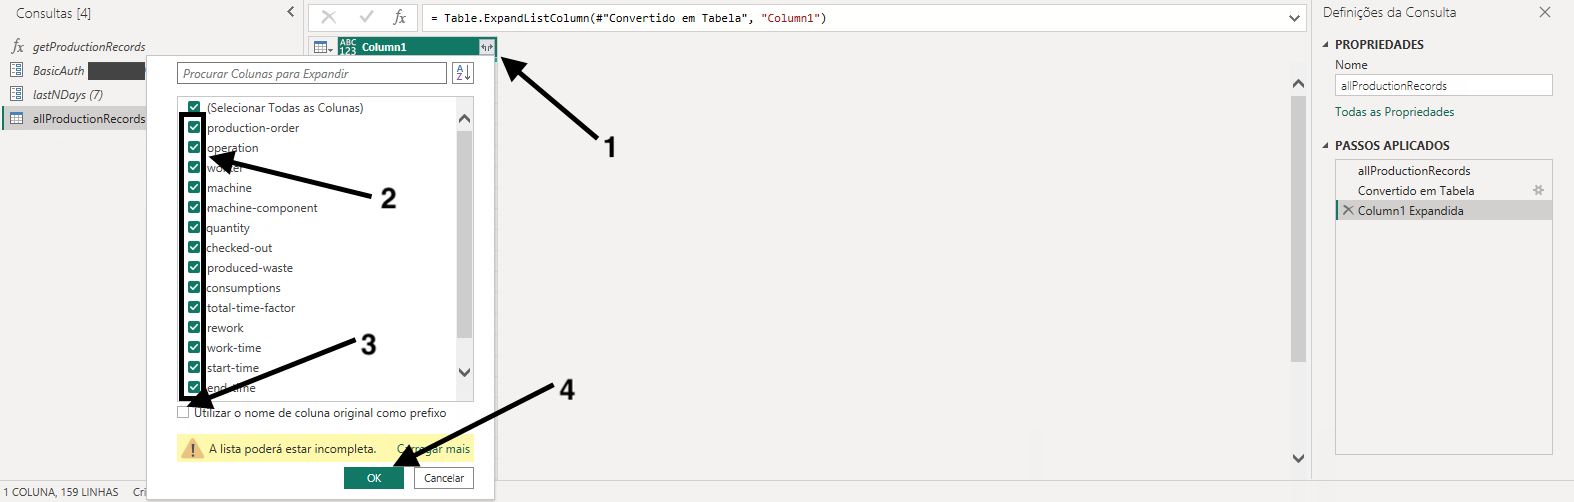 Consultas [4]
getProductionRecords
BasicAuth
lastNDays (7)
allProductionRecords
fx
= Table.ExpandListColumn(#"Convertido em Tabela", "Column1")
ABC
123
Column1
Procurar Colunas para Expandir
A
Z
(Selecionar Todas as Colunas)
production-order
operation
worker
machine
machine-component
quantity
checked-out
produced-waste
consumptions
total-time-factor
rework
work-time
start-time
end-time
Utilizar o nome de coluna original como prefixo
A lista poderá estar incompleta.
Carregar mais
OK
Cancelar
1
2
3
4
Definições da Consulta
PROPRIEDADES
Nome
allProductionRecords
Todas as Propriedades
PASSOS APLICADOS
allProductionRecords
Convertido em Tabela
Column1 Expandida
1 COLUNA, 159 LINHAS
Cri